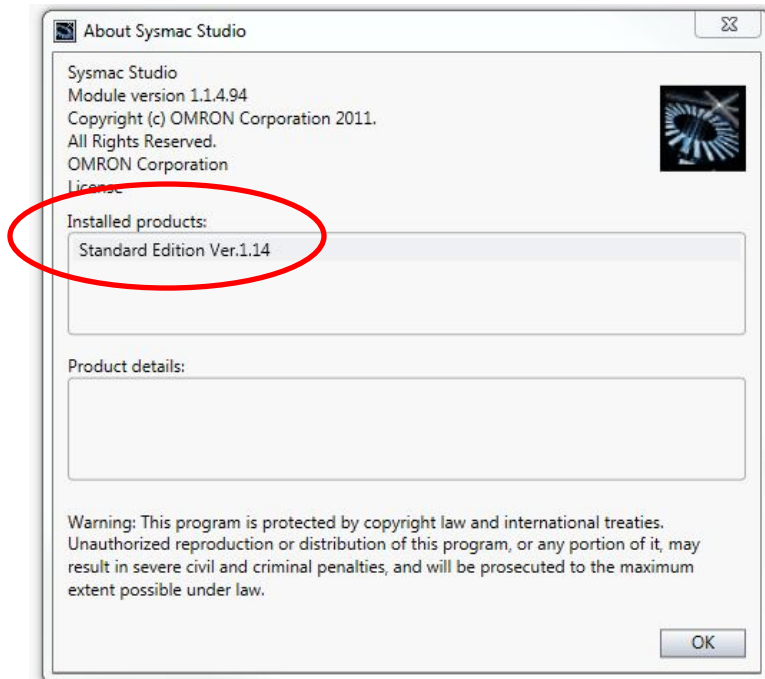 About Sysmac Studio
Sysmac Studio
Module version 1.1.4.94
Copyright (c) OMRON Corporation 2011.
All Rights Reserved.
OMRON Corporation
License
Installed products:
Standard Edition Ver.1.14
Product details:
Warning: This program is protected by copyright law and international treaties.
Unauthorized reproduction or distribution of this program, or any portion of it, may
result in severe civil and criminal penalties, and will be prosecuted to the maximum
extent possible under law.
OK